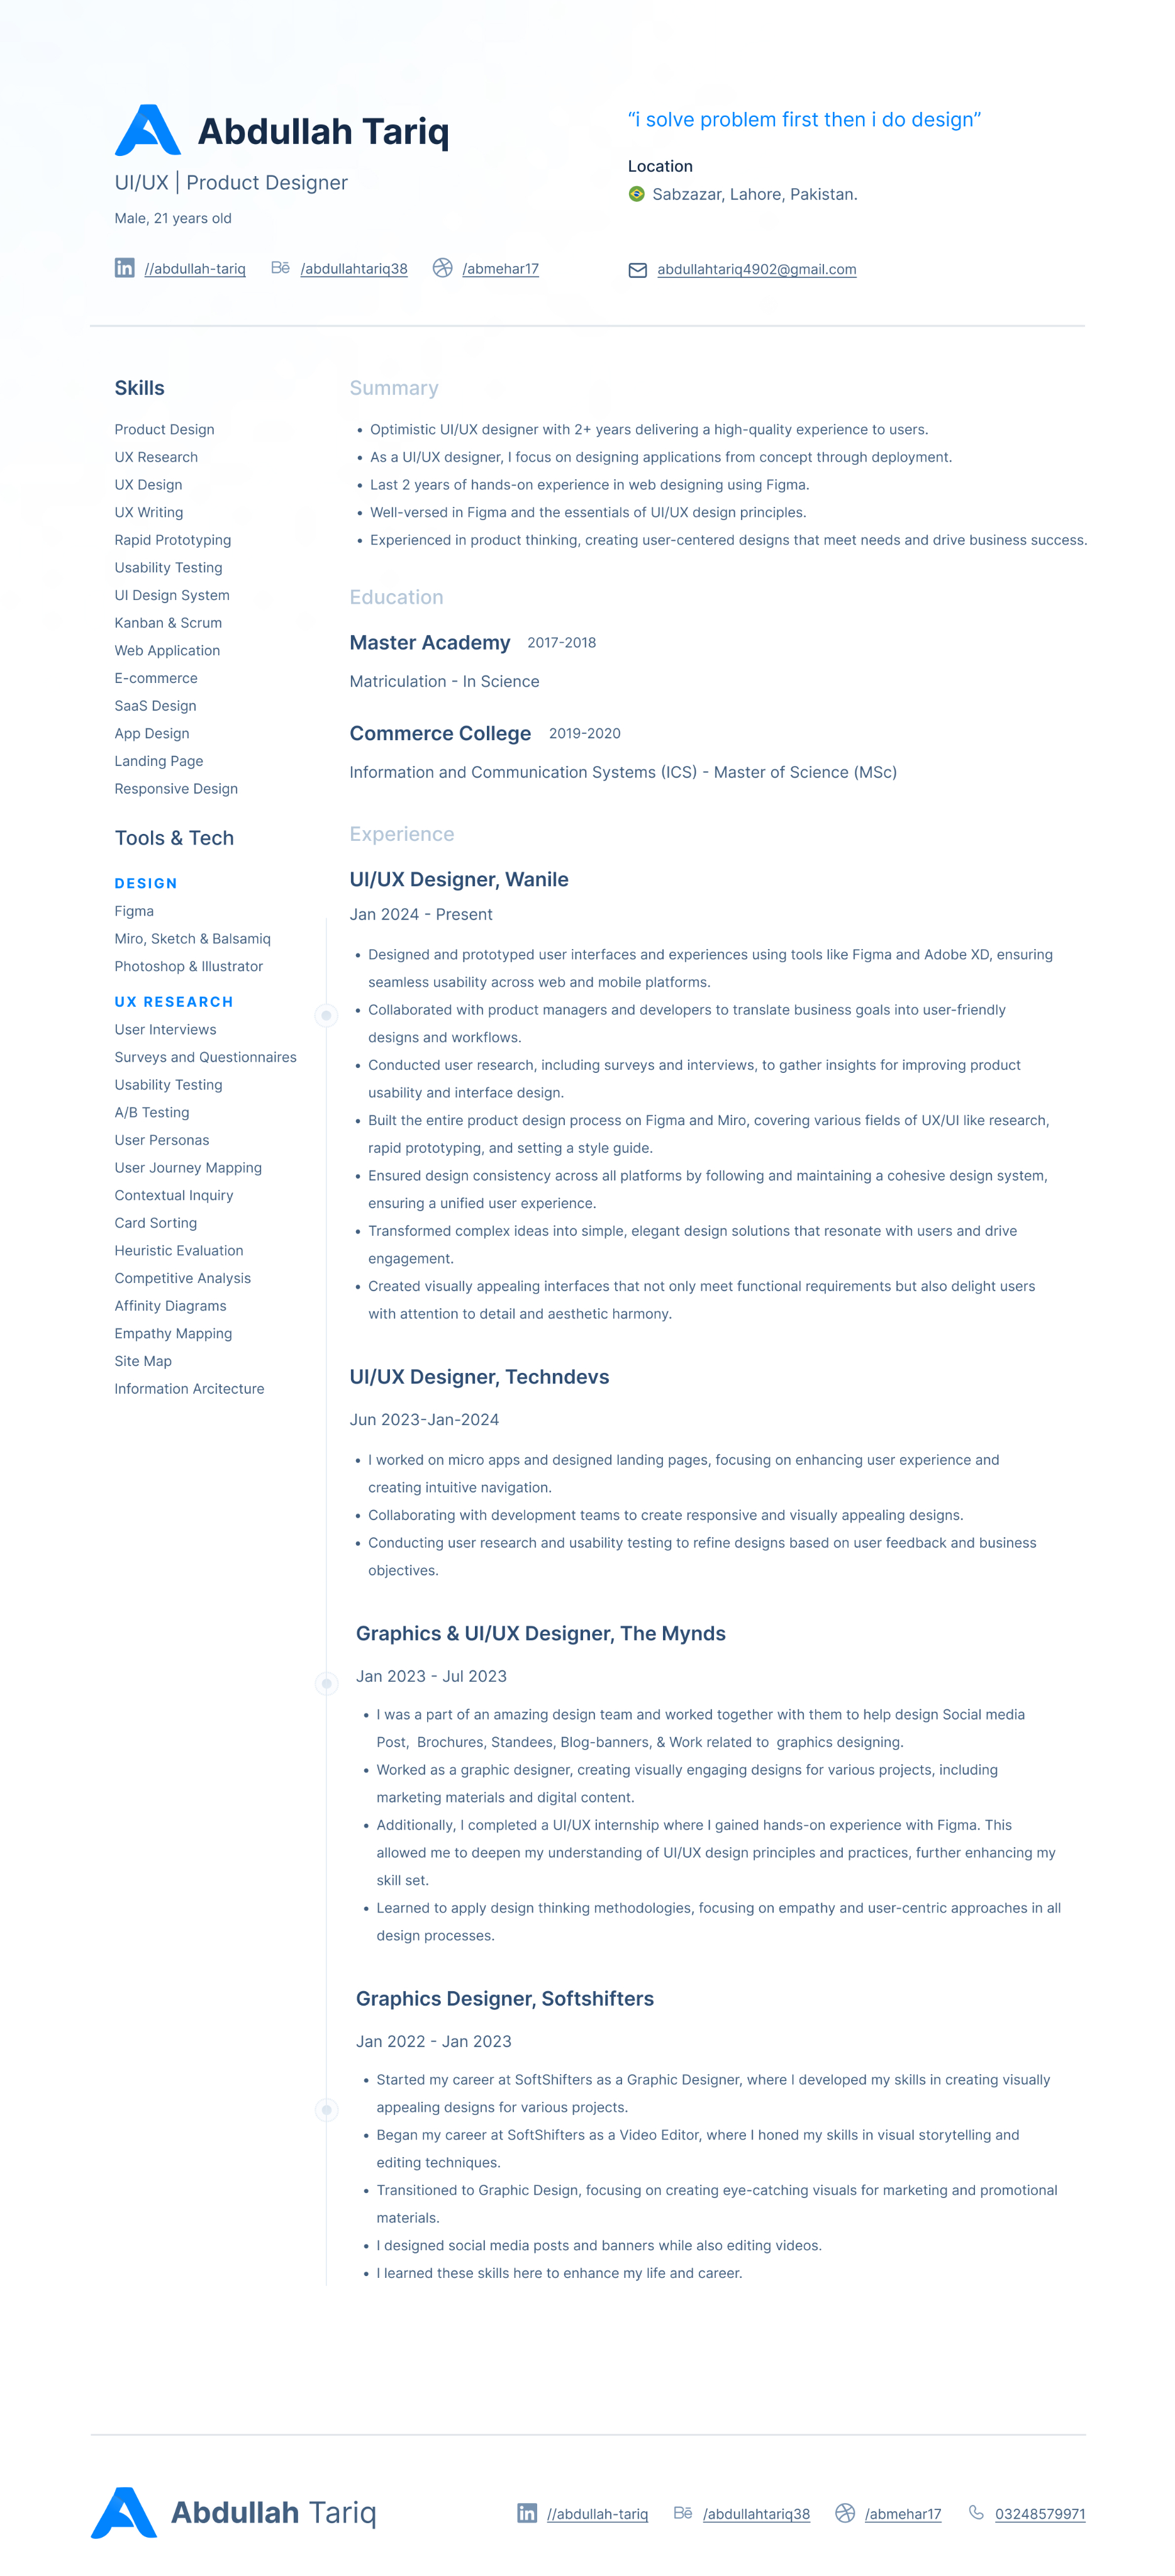 Abdullah Tariq
UI/UX | Product Designer
Male, 21 years old
//abdullah-tariq
/abdullahtariq38
/abmehar17
“i solve problem first then i do design”
Location
Sabzazar, Lahore, Pakistan.
abdullahtariq4902@gmail.com
Skills
Product Design
UX Research
UX Design
UX Writing
Rapid Prototyping
Usability Testing
UI Design System
Kanban & Scrum
Web Application
E-commerce
SaaS Design
App Design
Landing Page
Responsive Design
Tools & Tech
DESIGN
Figma
Miro, Sketch & Balsamiq
Photoshop & Illustrator
UX RESEARCH
User Interviews
Surveys and Questionnaires
Usability Testing
A/B Testing
User Personas
User Journey Mapping
Contextual Inquiry
Card Sorting
Heuristic Evaluation
Competitive Analysis
Affinity Diagrams
Empathy Mapping
Site Map
Information Arcitecture
Summary
• Optimistic UI/UX designer with 2+ years delivering a high-quality experience to users.
• As a UI/UX designer, I focus on designing applications from concept through deployment.
• Last 2 years of hands-on experience in web designing using Figma.
• Well-versed in Figma and the essentials of UI/UX design principles.
• Experienced in product thinking, creating user-centered designs that meet needs and drive business success.
Education
Master Academy 2017-2018
Matriculation - In Science
Commerce College 2019-2020
Information and Communication Systems (ICS) - Master of Science (MSc)
Experience
UI/UX Designer, Wanile
Jan 2024 - Present
• Designed and prototyped user interfaces and experiences using tools like Figma and Adobe XD, ensuring
seamless usability across web and mobile platforms.
• Collaborated with product managers and developers to translate business goals into user-friendly
designs and workflows.
• Conducted user research, including surveys and interviews, to gather insights for improving product
usability and interface design.
• Built the entire product design process on Figma and Miro, covering various fields of UX/UI like research,
rapid prototyping, and setting a style guide.
• Ensured design consistency across all platforms by following and maintaining a cohesive design system,
ensuring a unified user experience.
• Transformed complex ideas into simple, elegant design solutions that resonate with users and drive
engagement.
• Created visually appealing interfaces that not only meet functional requirements but also delight users
with attention to detail and aesthetic harmony.
UI/UX Designer, Techndevs
Jun 2023-Jan-2024
• I worked on micro apps and designed landing pages, focusing on enhancing user experience and
creating intuitive navigation.
• Collaborating with development teams to create responsive and visually appealing designs.
• Conducting user research and usability testing to refine designs based on user feedback and business
objectives.
Graphics & UI/UX Designer, The Mynds
Jan 2023 - Jul 2023
• I was a part of an amazing design team and worked together with them to help design Social media
Post, Brochures, Standees, Blog-banners, & Work related to graphics designing.
• Worked as a graphic designer, creating visually engaging designs for various projects, including
marketing materials and digital content.
• Additionally, I completed a UI/UX internship where I gained hands-on experience with Figma. This
allowed me to deepen my understanding of UI/UX design principles and practices, further enhancing my
skill set.
• Learned to apply design thinking methodologies, focusing on empathy and user-centric approaches in all
design processes.
Graphics Designer, Softshifters
Jan 2022 - Jan 2023
• Started my career at SoftShifters as a Graphic Designer, where I developed my skills in creating visually
appealing designs for various projects.
• Began my career at SoftShifters as a Video Editor, where I honed my skills in visual storytelling and
editing techniques.
• Transitioned to Graphic Design, focusing on creating eye-catching visuals for marketing and promotional
materials.
• I designed social media posts and banners while also editing videos.
• I learned these skills here to enhance my life and career.
Abdullah Tariq
//abdullah-tariq
/abdullahtariq38
/abmehar17
03248579971